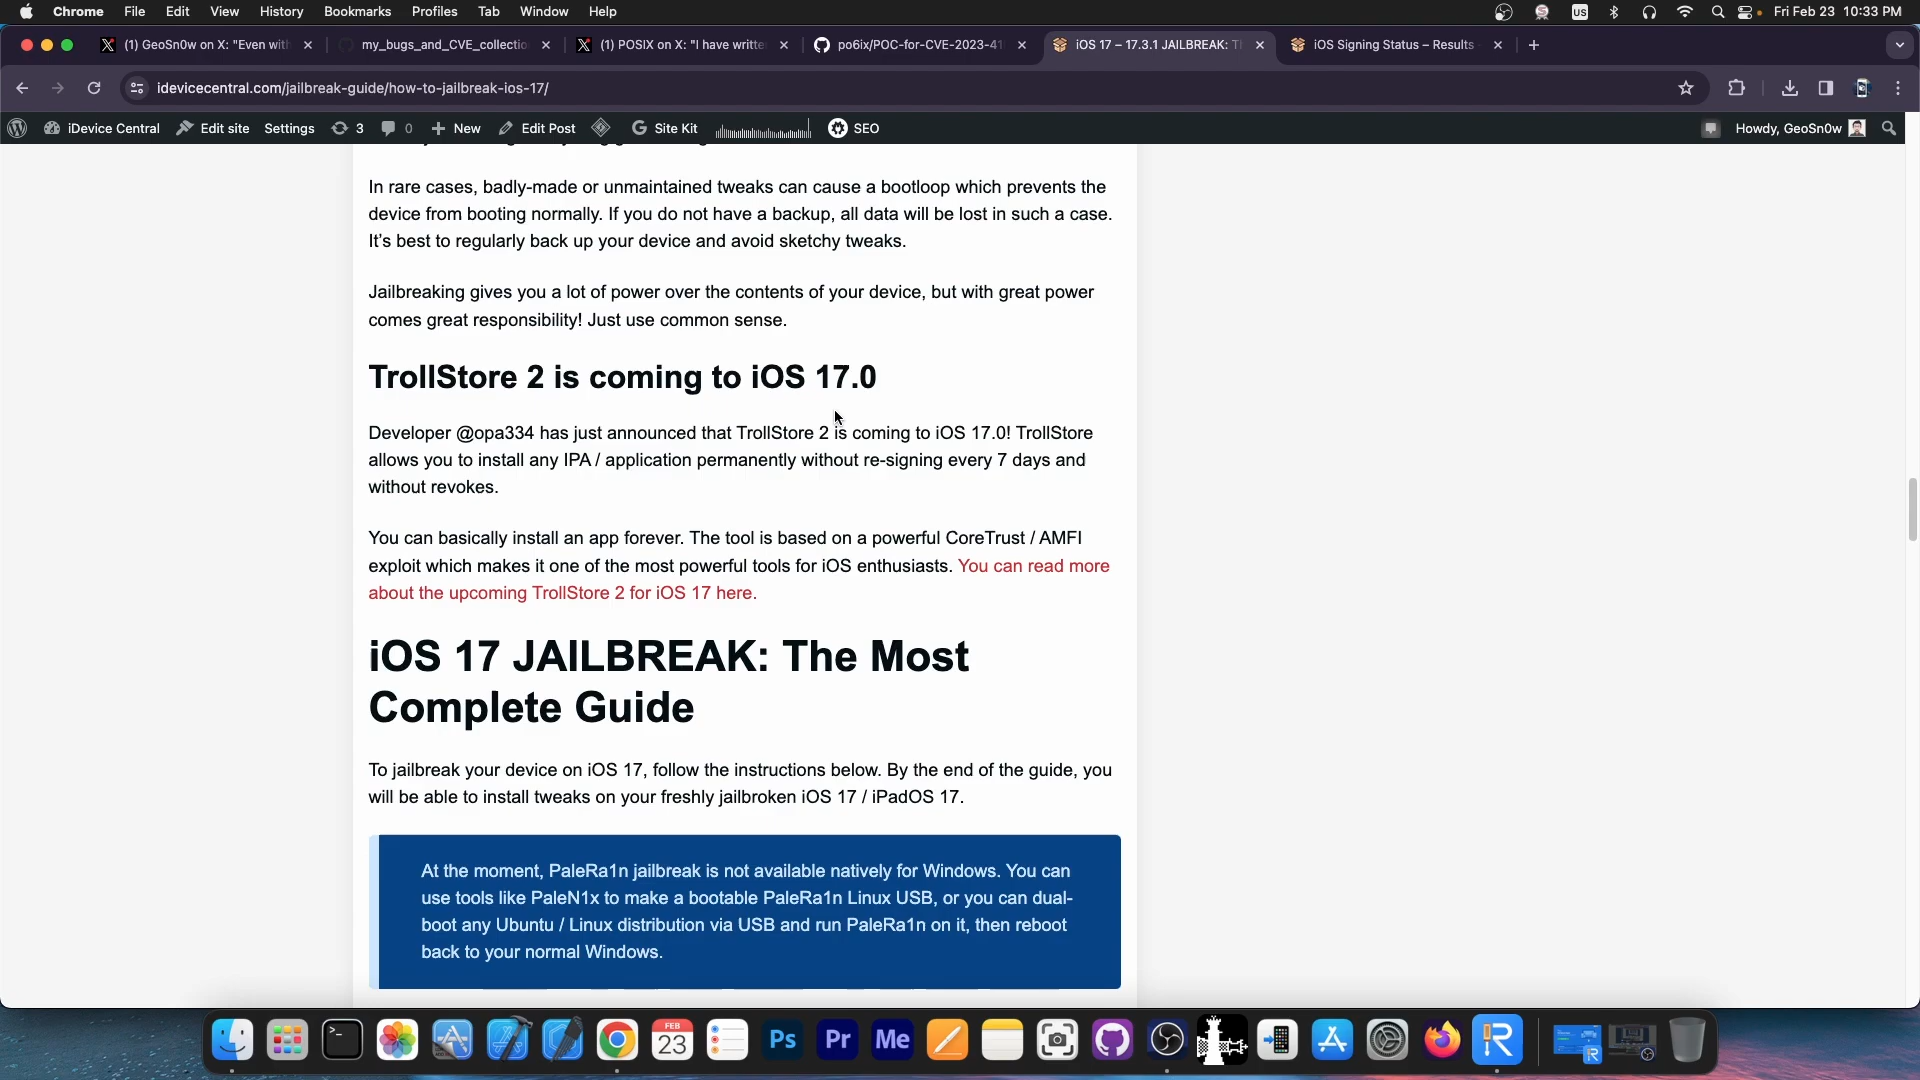 Chrome File Edit View History Bookmarks Profiles Tab Window Help
US
Fri Feb 23 10:33 PM
(1) GeoSn0w on X: "Even with
my_bugs_and_CVE_collectio
(1) POSIX on X: "I have writte
po6ix/POC-for-CVE-2023-41
iOS 17 – 17.3.1 JAILBREAK: T
iOS Signing Status – Results
idevicecentral.com/jailbreak-guide/how-to-jailbreak-ios-17/
iDevice Central Edit site Settings 3 0 New Edit Post Site Kit SEO
Howdy, GeoSn0w
In rare cases, badly-made or unmaintained tweaks can cause a bootloop which prevents the
device from booting normally. If you do not have a backup, all data will be lost in such a case.
It's best to regularly back up your device and avoid sketchy tweaks.
Jailbreaking gives you a lot of power over the contents of your device, but with great power
comes great responsibility! Just use common sense.
TrollStore 2 is coming to iOS 17.0
Developer @opa334 has just announced that TrollStore 2 is coming to iOS 17.0! TrollStore
allows you to install any IPA / application permanently without re-signing every 7 days and
without revokes.
You can basically install an app forever. The tool is based on a powerful CoreTrust / AMFI
exploit which makes it one of the most powerful tools for iOS enthusiasts. You can read more
about the upcoming TrollStore 2 for iOS 17 here.
iOS 17 JAILBREAK: The Most
Complete Guide
To jailbreak your device on iOS 17, follow the instructions below. By the end of the guide, you
will be able to install tweaks on your freshly jailbroken iOS 17 / iPadOS 17.
At the moment, PaleRa1n jailbreak is not available natively for Windows. You can
use tools like PaleN1x to make a bootable PaleRa1n Linux USB, or you can dual-
boot any Ubuntu / Linux distribution via USB and run PaleRa1n on it, then reboot
back to your normal Windows.
FEB
23
Ps Pr Me